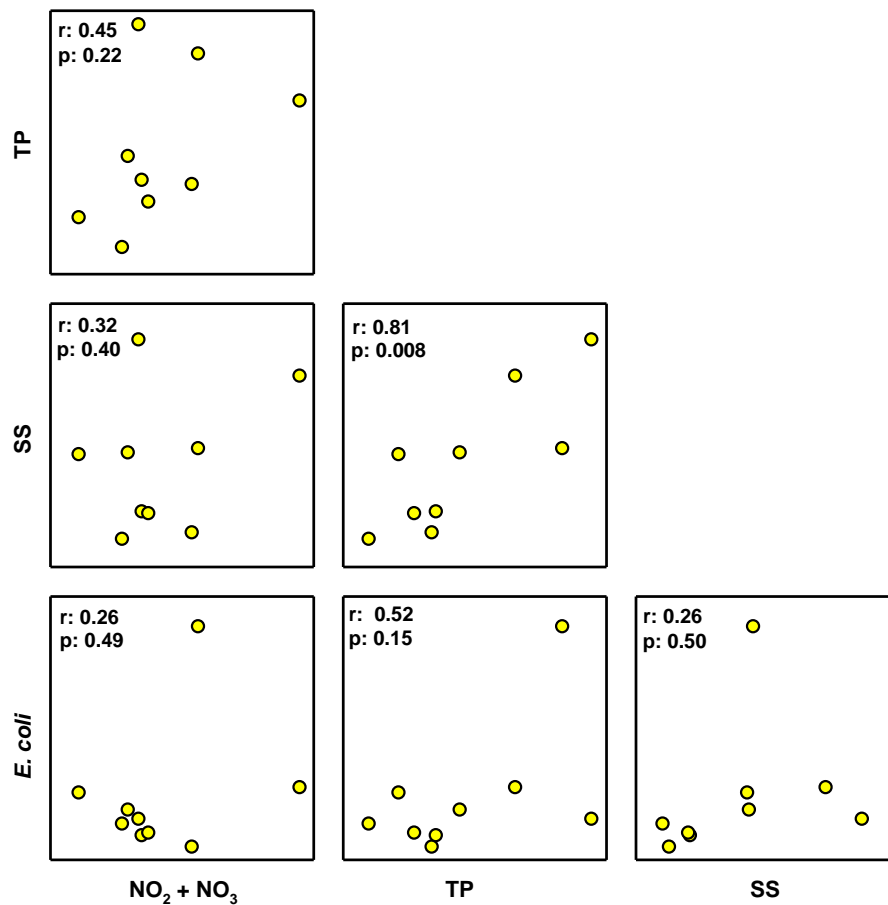 r: 0.45
p: 0.22
TP
r: 0.32
p: 0.40
r: 0.81
p: 0.008
SS
r: 0.26
p: 0.49
r: 0.52
p: 0.15
r: 0.26
p: 0.50
E. coli
NO₂ + NO₃
TP
SS